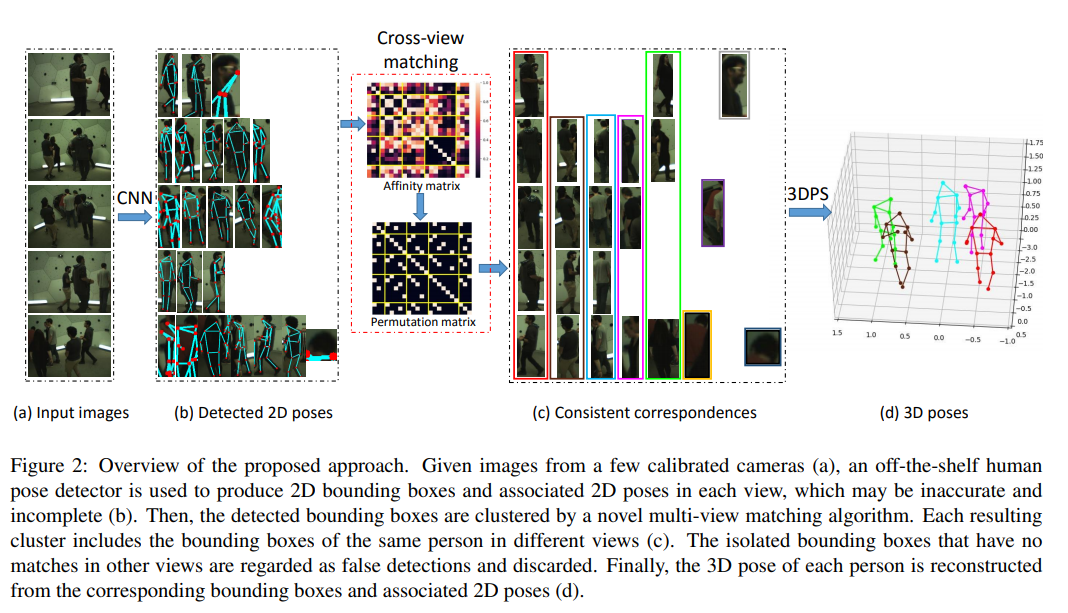 Cross-view
matching
CNN
Affinity matrix
Permutation matrix
3DPS
1.75
1.50
1.25
1.00
0.75
0.50
0.25
0.00
−3.0
−2.5
−2.0
−1.5
−1.0
0.5
0.0
0.5
1.5
1.0
0.5
0.0
−0.5
−1.0
(a) Input images
(b) Detected 2D poses
(c) Consistent correspondences
(d) 3D poses
Figure 2: Overview of the proposed approach. Given images from a few calibrated cameras (a), an off-the-shelf human
pose detector is used to produce 2D bounding boxes and associated 2D poses in each view, which may be inaccurate and
incomplete (b). Then, the detected bounding boxes are clustered by a novel multi-view matching algorithm. Each resulting
cluster includes the bounding boxes of the same person in different views (c). The isolated bounding boxes that have no
matches in other views are regarded as false detections and discarded. Finally, the 3D pose of each person is reconstructed
from the corresponding bounding boxes and associated 2D poses (d).